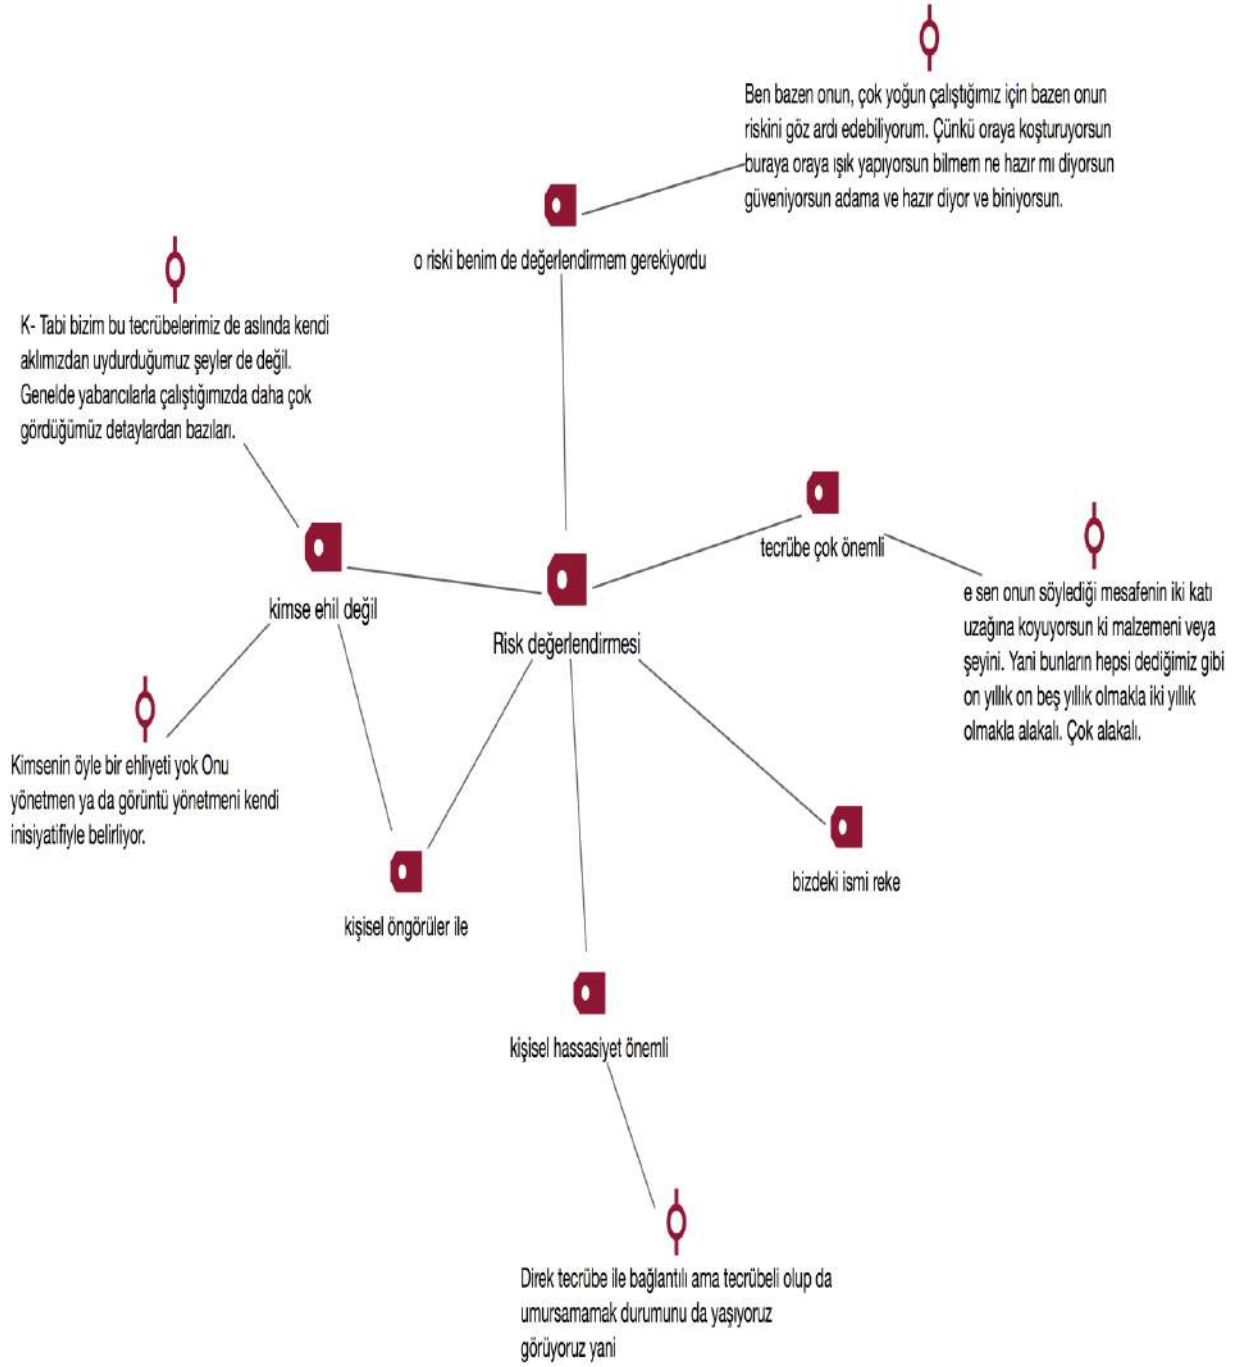 Ben bazen onun, çok yoğun çalıştığımız için bazen onun
riskini göz ardı edebiliyorum. Çünkü oraya koşturuyorsun
buraya oraya ışık yapıyorsun bilmem ne hazır mı diyorsun
güveniyorsun adama ve hazır diyor ve biniyorsun.
o riski benim de değerlendirmem gerekiyordu
K- Tabi bizim bu tecrübelerimiz de aslında kendi
aklımızdan uydurduğumuz şeyler de değil.
Genelde yabancılarla çalıştığımızda daha çok
gördüğümüz detaylardan bazıları.
tecrübe çok önemli
e sen onun söylediği mesafenin iki katı
uzağına koyuyorsun ki malzemeni veya
şeyini. Yani bunların hepsi dediğimiz gibi
on yıllık on beş yıllık olmakla iki yıllık
olmakla alakalı. Çok alakalı.
kimse ehil değil
Risk değerlendirmesi
Kimsenin öyle bir ehliyeti yok Onu
yönetmen ya da görüntü yönetmeni kendi
inisiyatifiyle belirliyor.
bizdeki ismi reke
kişisel öngörüler ile
kişisel hassasiyet önemli
Direk tecrübe ile bağlantılı ama tecrübeli olup da
umursamamak durumunu da yaşıyoruz
görüyoruz yani